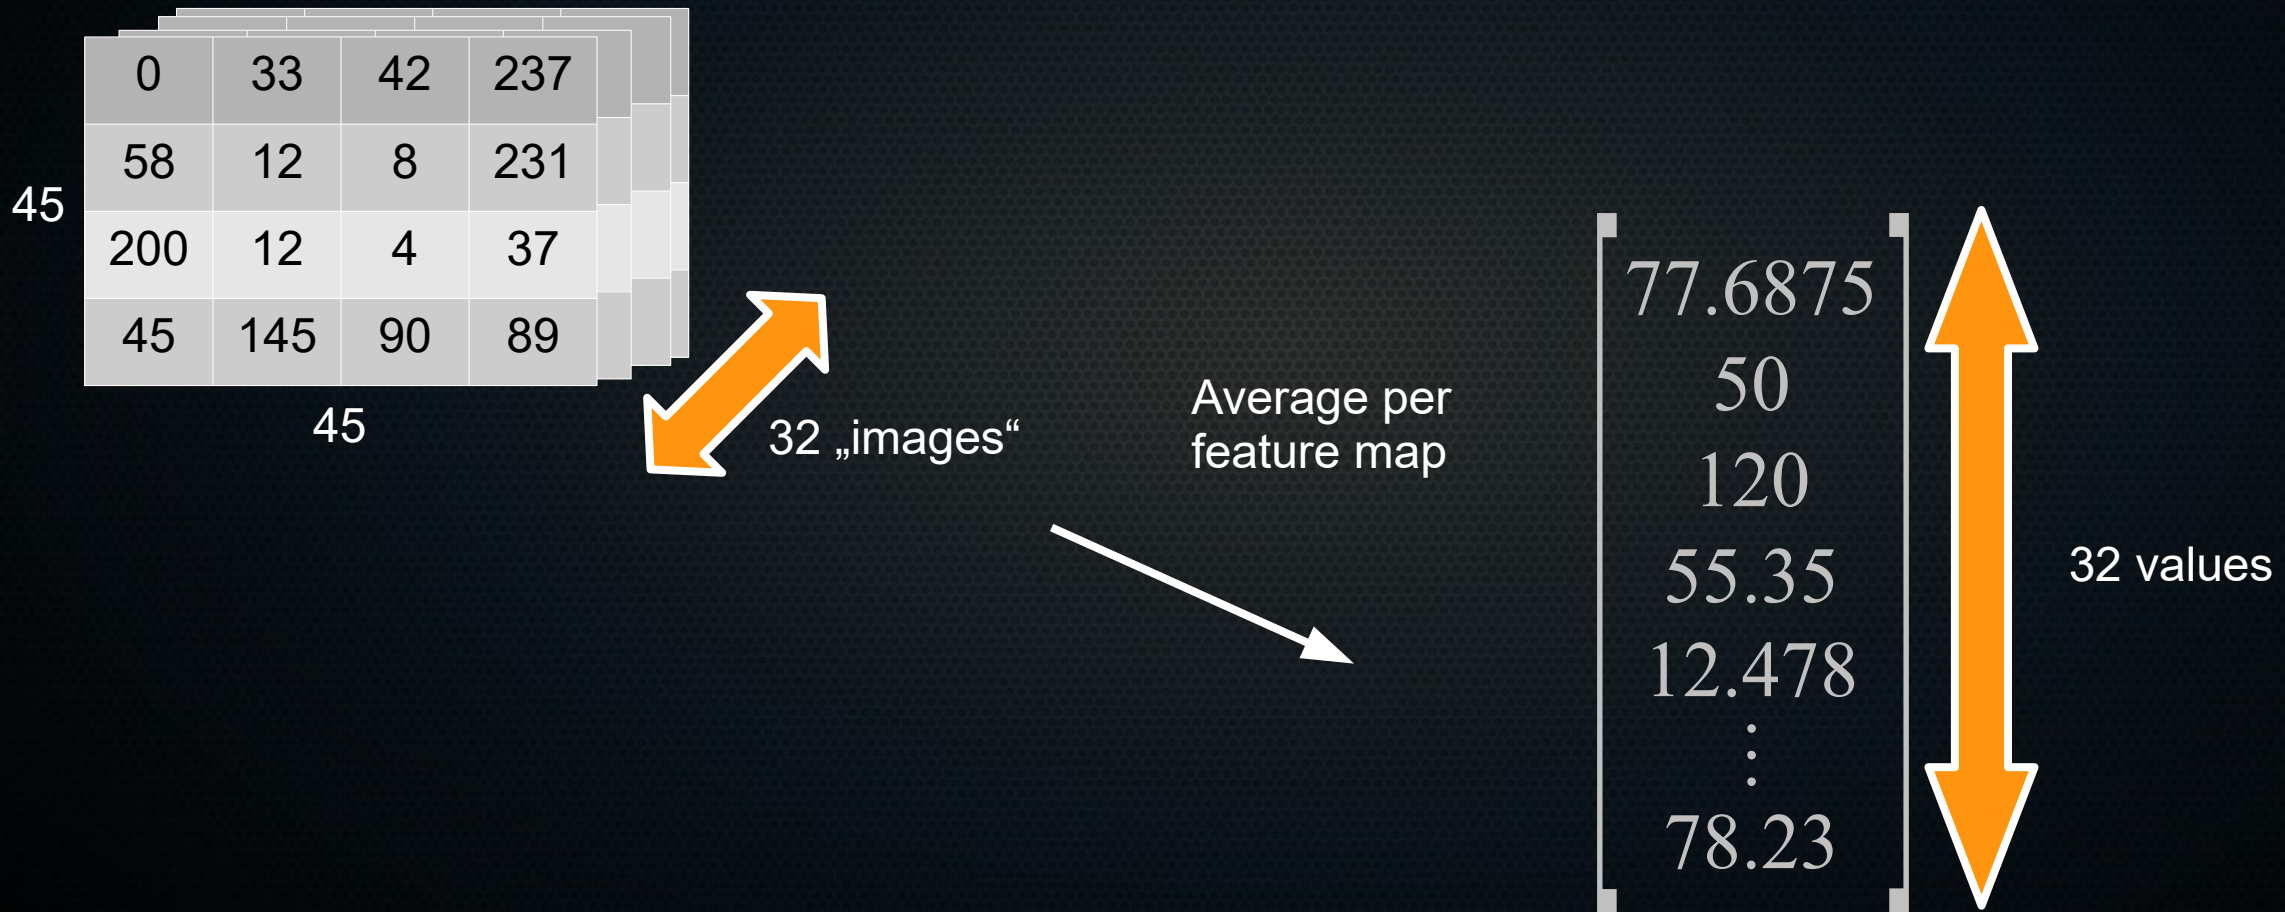 0 33 42 237
58 12 8 231
45
200 12 4 37
45 145 90 89
45
32 „images“
Average per
feature map
77.6875
50
120
55.35
12.478
⋮
78.23
32 values